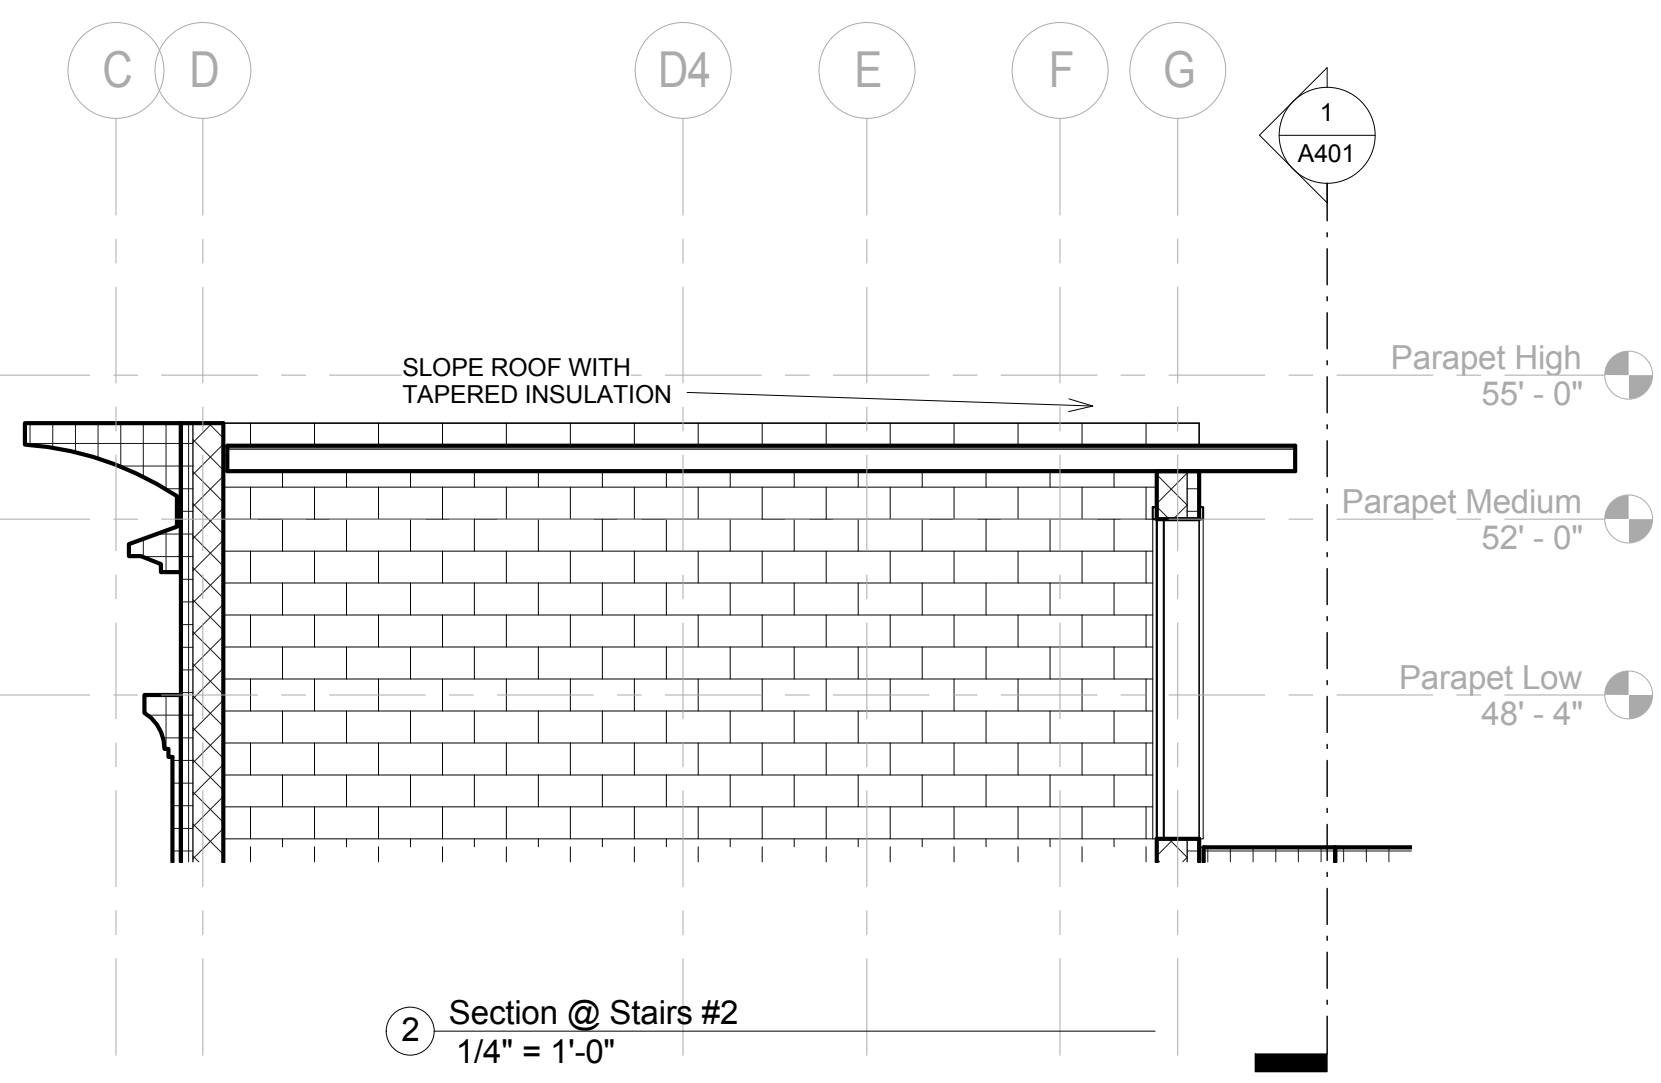 C D D4 E F G
1
A401
SLOPE ROOF WITH
TAPERED INSULATION
Parapet High
55' - 0"
Parapet Medium
52' - 0"
Parapet Low
48' - 4"
2 Section @ Stairs #2
1/4" = 1'-0"